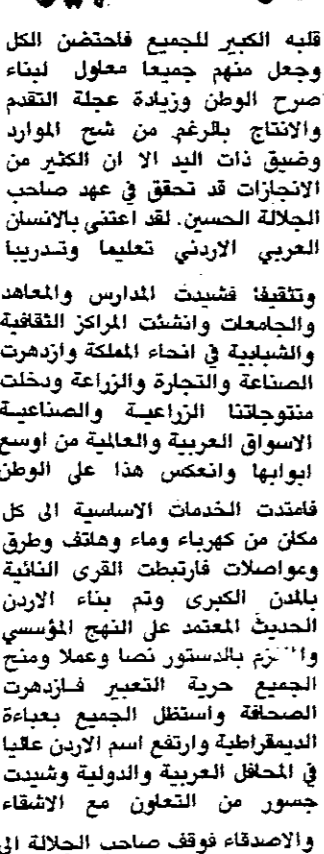 قلبه الكبير للجميع فاحتضن الكل
وجعل منهم جميعا معاول لبناء
صرح الوطن وزيادة عجلة التقدم
والانتاج بالرغم من شح الموارد
وضيق ذات اليد الا ان الكثير من
الانجازات قد تحقق في عهد صاحب
الجلالة الحسين. لقد اعتنى بالانسان
العربي الاردني تعليما وتدريبا
وتثقيفا فشيدت المدارس والمعاهد
والجامعات وانشئت المراكز الثقافية
والشبابية في انحاء المملكة وازدهرت
الصناعة والتجارة والزراعة ودخلت
منتوجاتنا الزراعية والصناعية
الاسواق العربية والعالمية من اوسع
ابوابها وانعكس هذا على الوطن
فامتدت الخدمات الاساسية الى كل
مكان من كهرباء وماء وهاتف وطرق
ومواصلات فارتبطت القرى النائية
بالمدن الكبرى وتم بناء الاردن
الحديث المعتمد على النهج المؤسسي
بالدستور نصا وعملا ومنح
الجميع حرية التعبير فازدهرت
الصحافة واستظل الجميع بعباءة
الديمقراطية وارتفع اسم الاردن عاليا
في المحافل العربية والدولية وشيدت
جسور من التعاون مع الاشقاء
والاصدقاء فوقف صاحب الجلالة الى